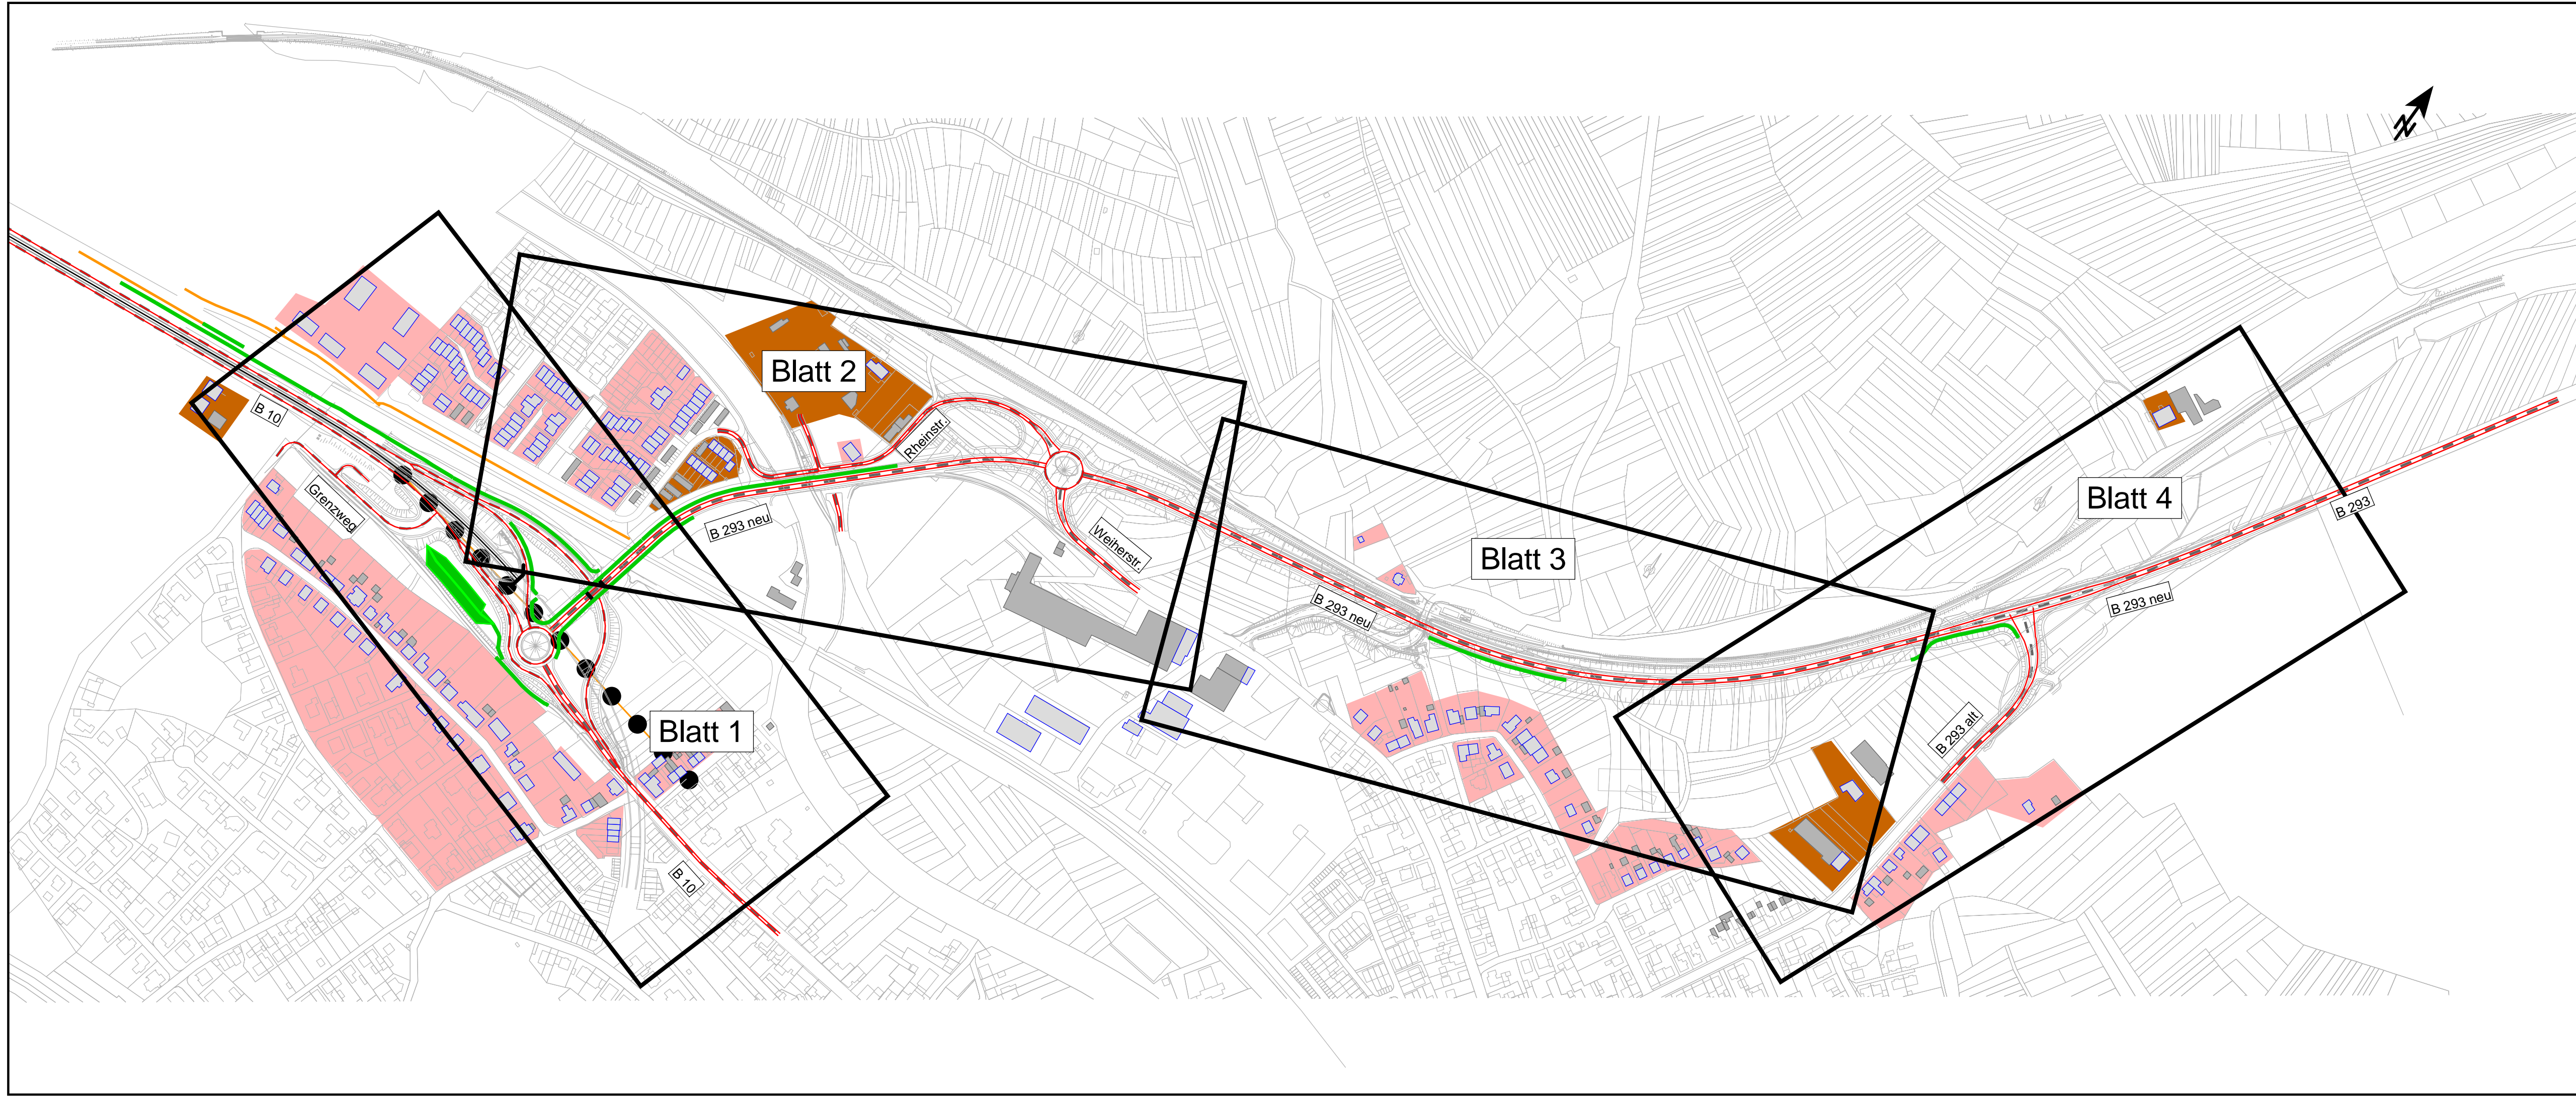 N
Blatt 2
B 10
Rheinstr.
Grenzweg
B 293 neu
Weiherstr.
Blatt 3
Blatt 4
B 293
B 293 neu
B 293 neu
Blatt 1
B 293 alt
B 10